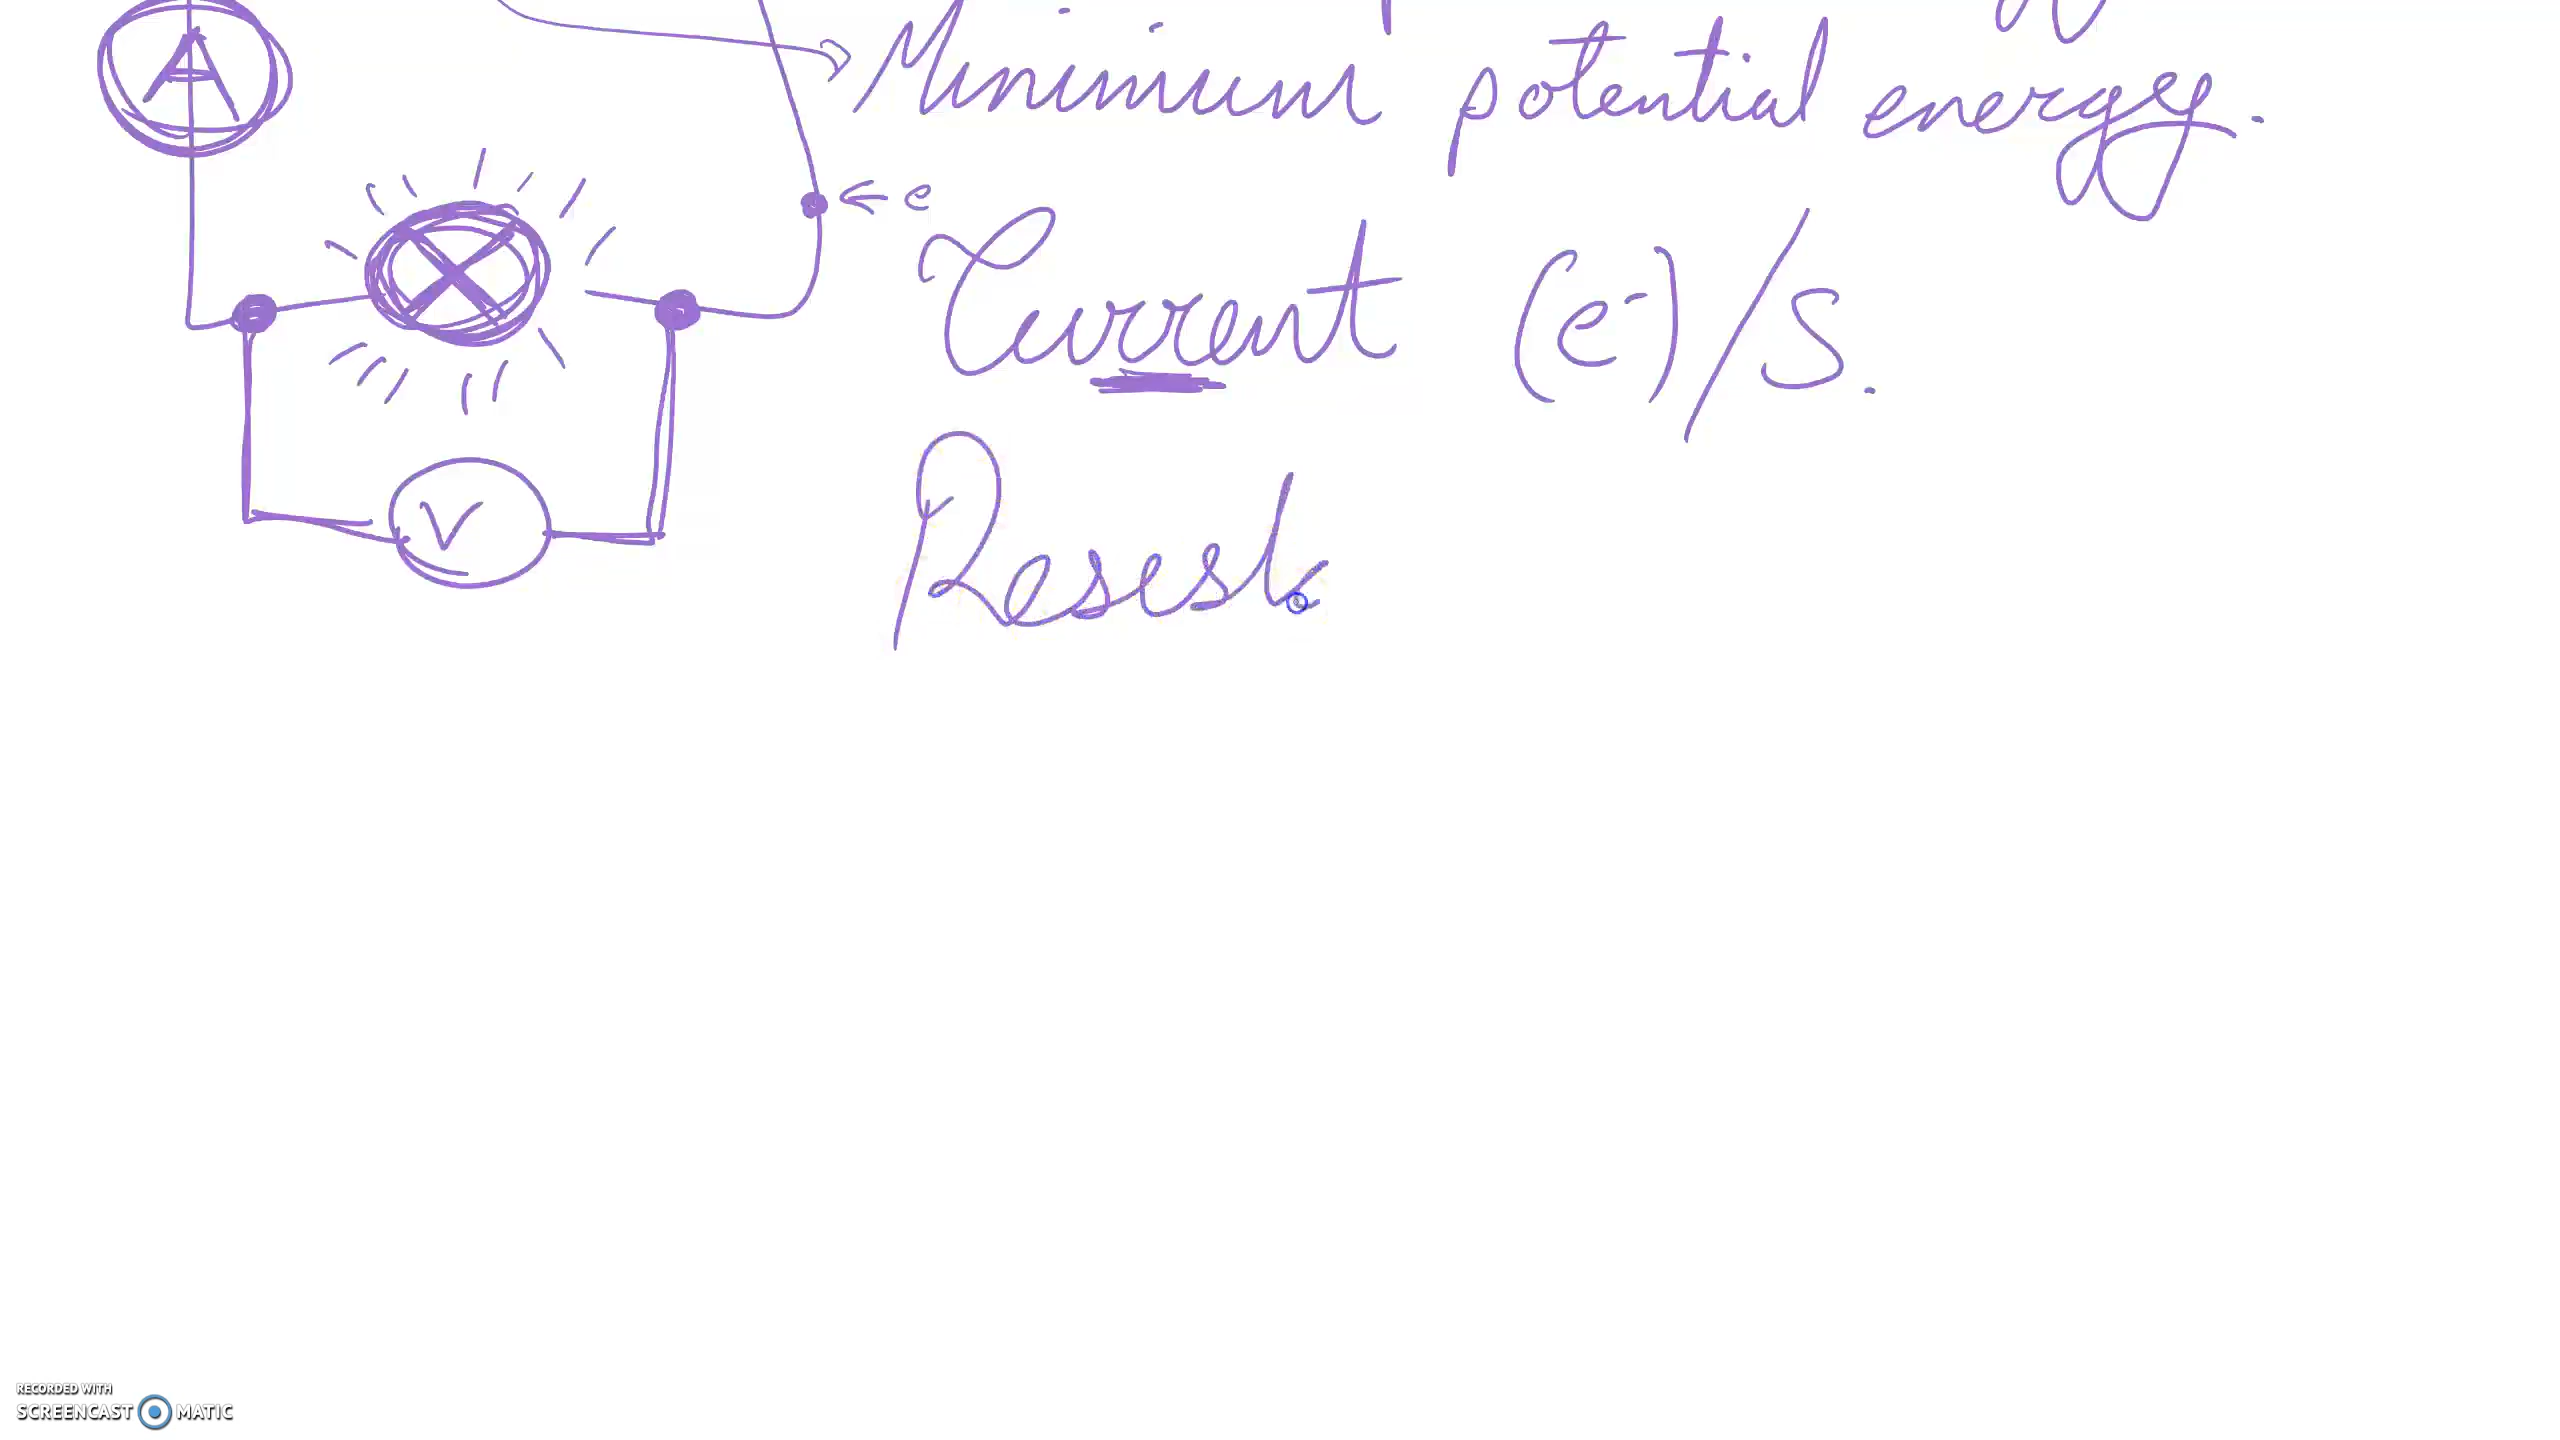 A
Minimum potential energy.
e
Current (e-)/s.
V
Resist
RECORDED WITH
SCREENCAST MATIC